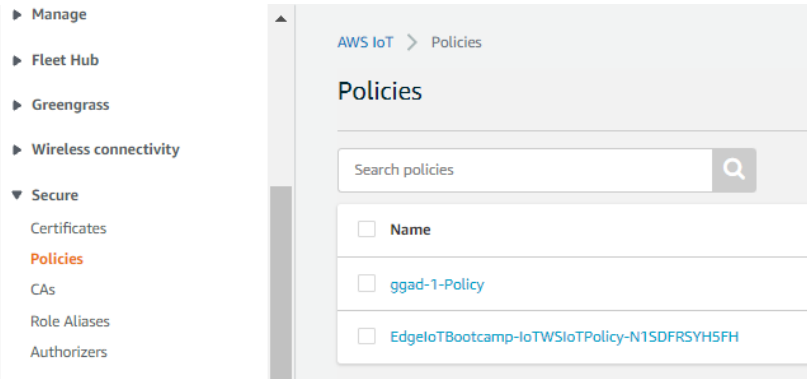 Manage
Fleet Hub
Greengrass
Wireless connectivity
Secure
Certificates
Policies
CAs
Role Aliases
Authorizers
AWS IoT > Policies
Policies
Search policies
Name
ggad-1-Policy
EdgeIoTBootcamp-IoTWSIoTPolicy-N1SDFRSYH5FH